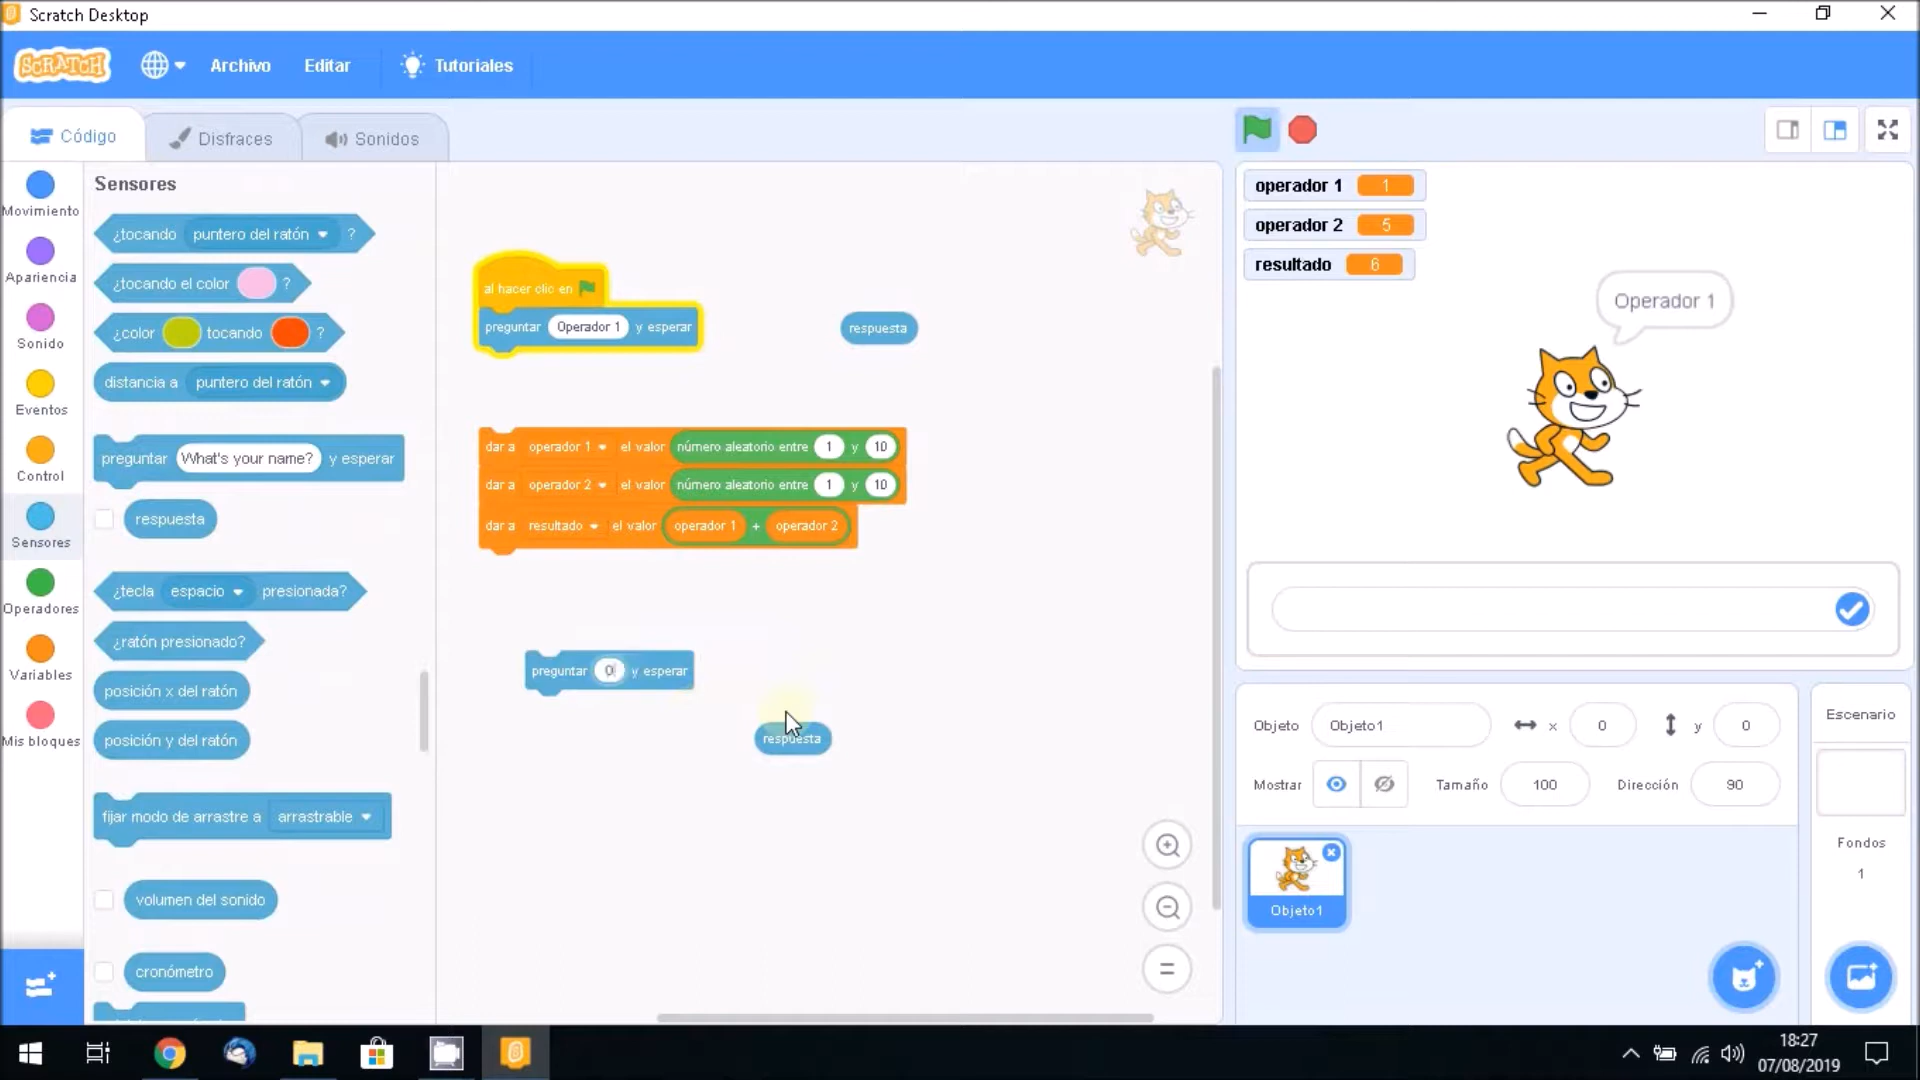 Scratch Desktop
SCRATCH
Archivo
Editar
Tutoriales
Código
Disfraces
Sonidos
Movimiento
Apariencia
Sonido
Eventos
Control
Sensores
Operadores
Variables
Mis bloques
Sensores
¿tocando puntero del ratón ?
¿tocando el color ?
¿color tocando ?
distancia a puntero del ratón
preguntar What's your name? y esperar
respuesta
¿tecla espacio presionada?
¿ratón presionado?
posición x del ratón
posición y del ratón
fijar modo de arrastre a arrastrable
volumen del sonido
cronómetro
al hacer clic en
preguntar Operador 1 y esperar
respuesta
dar a operador 1 el valor número aleatorio entre 1 y 10
dar a operador 2 el valor número aleatorio entre 1 y 10
dar a resultado el valor operador 1 + operador 2
preguntar 0 y esperar
respuesta
operador 1 1
operador 2 5
resultado 6
Operador 1
Objeto Objeto1 x 0 y 0
Mostrar Tamaño 100 Dirección 90
Objeto1
Escenario
Fondos
1
18:27
07/08/2019